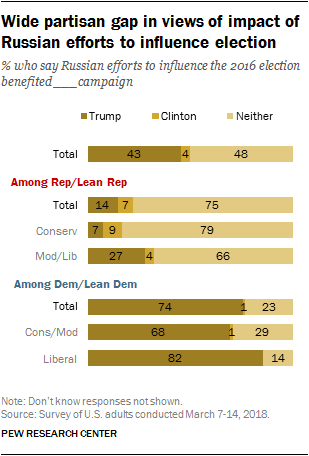 Wide partisan gap in views of impact of
Russian efforts to influence election
% who say Russian efforts to influence the 2016 election
benefited ___ campaign
Trump Clinton Neither
Total 43 4 48
Among Rep/Lean Rep
Total 14 7 75
Conserv 7 9 79
Mod/Lib 27 4 66
Among Dem/Lean Dem
Total 74 1 23
Cons/Mod 68 1 29
Liberal 82 14
Note: Don't know responses not shown.
Source: Survey of U.S. adults conducted March 7-14, 2018.
PEW RESEARCH CENTER